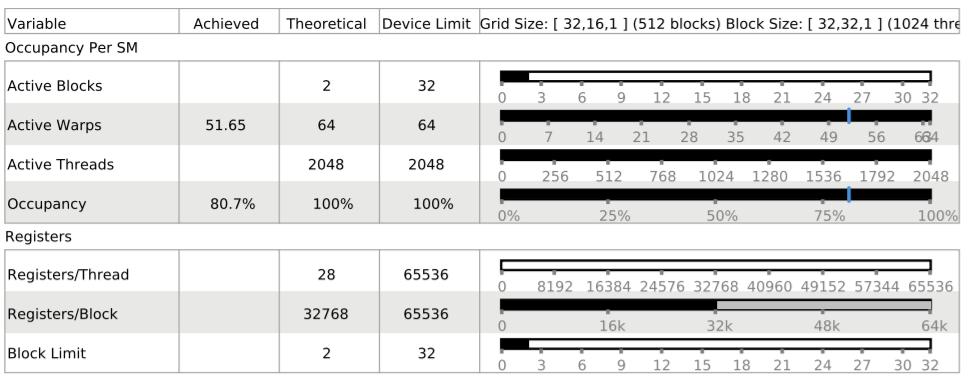 Variable Achieved Theoretical Device Limit Grid Size: [ 32,16,1 ] (512 blocks) Block Size: [ 32,32,1 ] (1024 thre
Occupancy Per SM
Active Blocks 2 32
0 3 6 9 12 15 18 21 24 27 30 32
Active Warps 51.65 64 64
0 7 14 21 28 35 42 49 56 63 64
Active Threads 2048 2048
0 256 512 768 1024 1280 1536 1792 2048
Occupancy 80.7% 100% 100%
0% 25% 50% 75% 100%
Registers
Registers/Thread 28 65536
0 8192 16384 24576 32768 40960 49152 57344 65536
Registers/Block 32768 65536
0 16k 32k 48k 64k
Block Limit 2 32
0 3 6 9 12 15 18 21 24 27 30 32